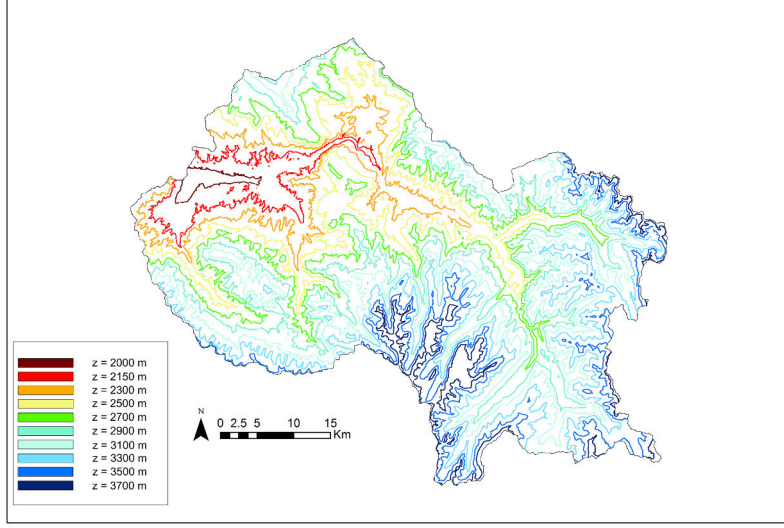 z = 2000 m
z = 2150 m
z = 2300 m
z = 2500 m
z = 2700 m
z = 2900 m
z = 3100 m
z = 3300 m
z = 3500 m
z = 3700 m
N
0 2.5 5 10 15
Km